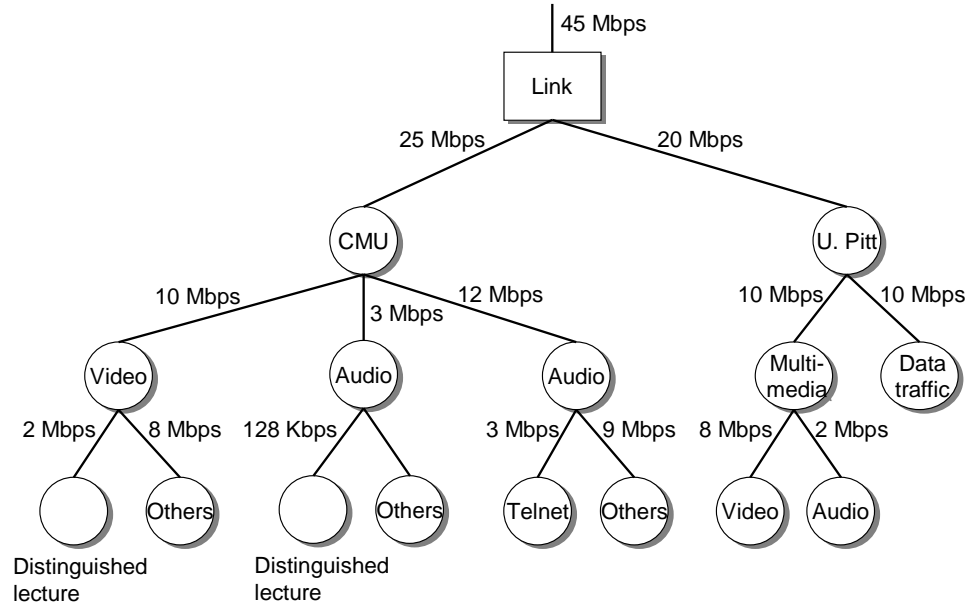 45 Mbps
Link
25 Mbps
20 Mbps
CMU
U. Pitt
10 Mbps
3 Mbps
12 Mbps
10 Mbps
10 Mbps
Video
Audio
Audio
Multi-
media
Data
traffic
2 Mbps
8 Mbps
128 Kbps
3 Mbps
9 Mbps
8 Mbps
2 Mbps
Others
Others
Telnet
Others
Video
Audio
Distinguished
lecture
Distinguished
lecture